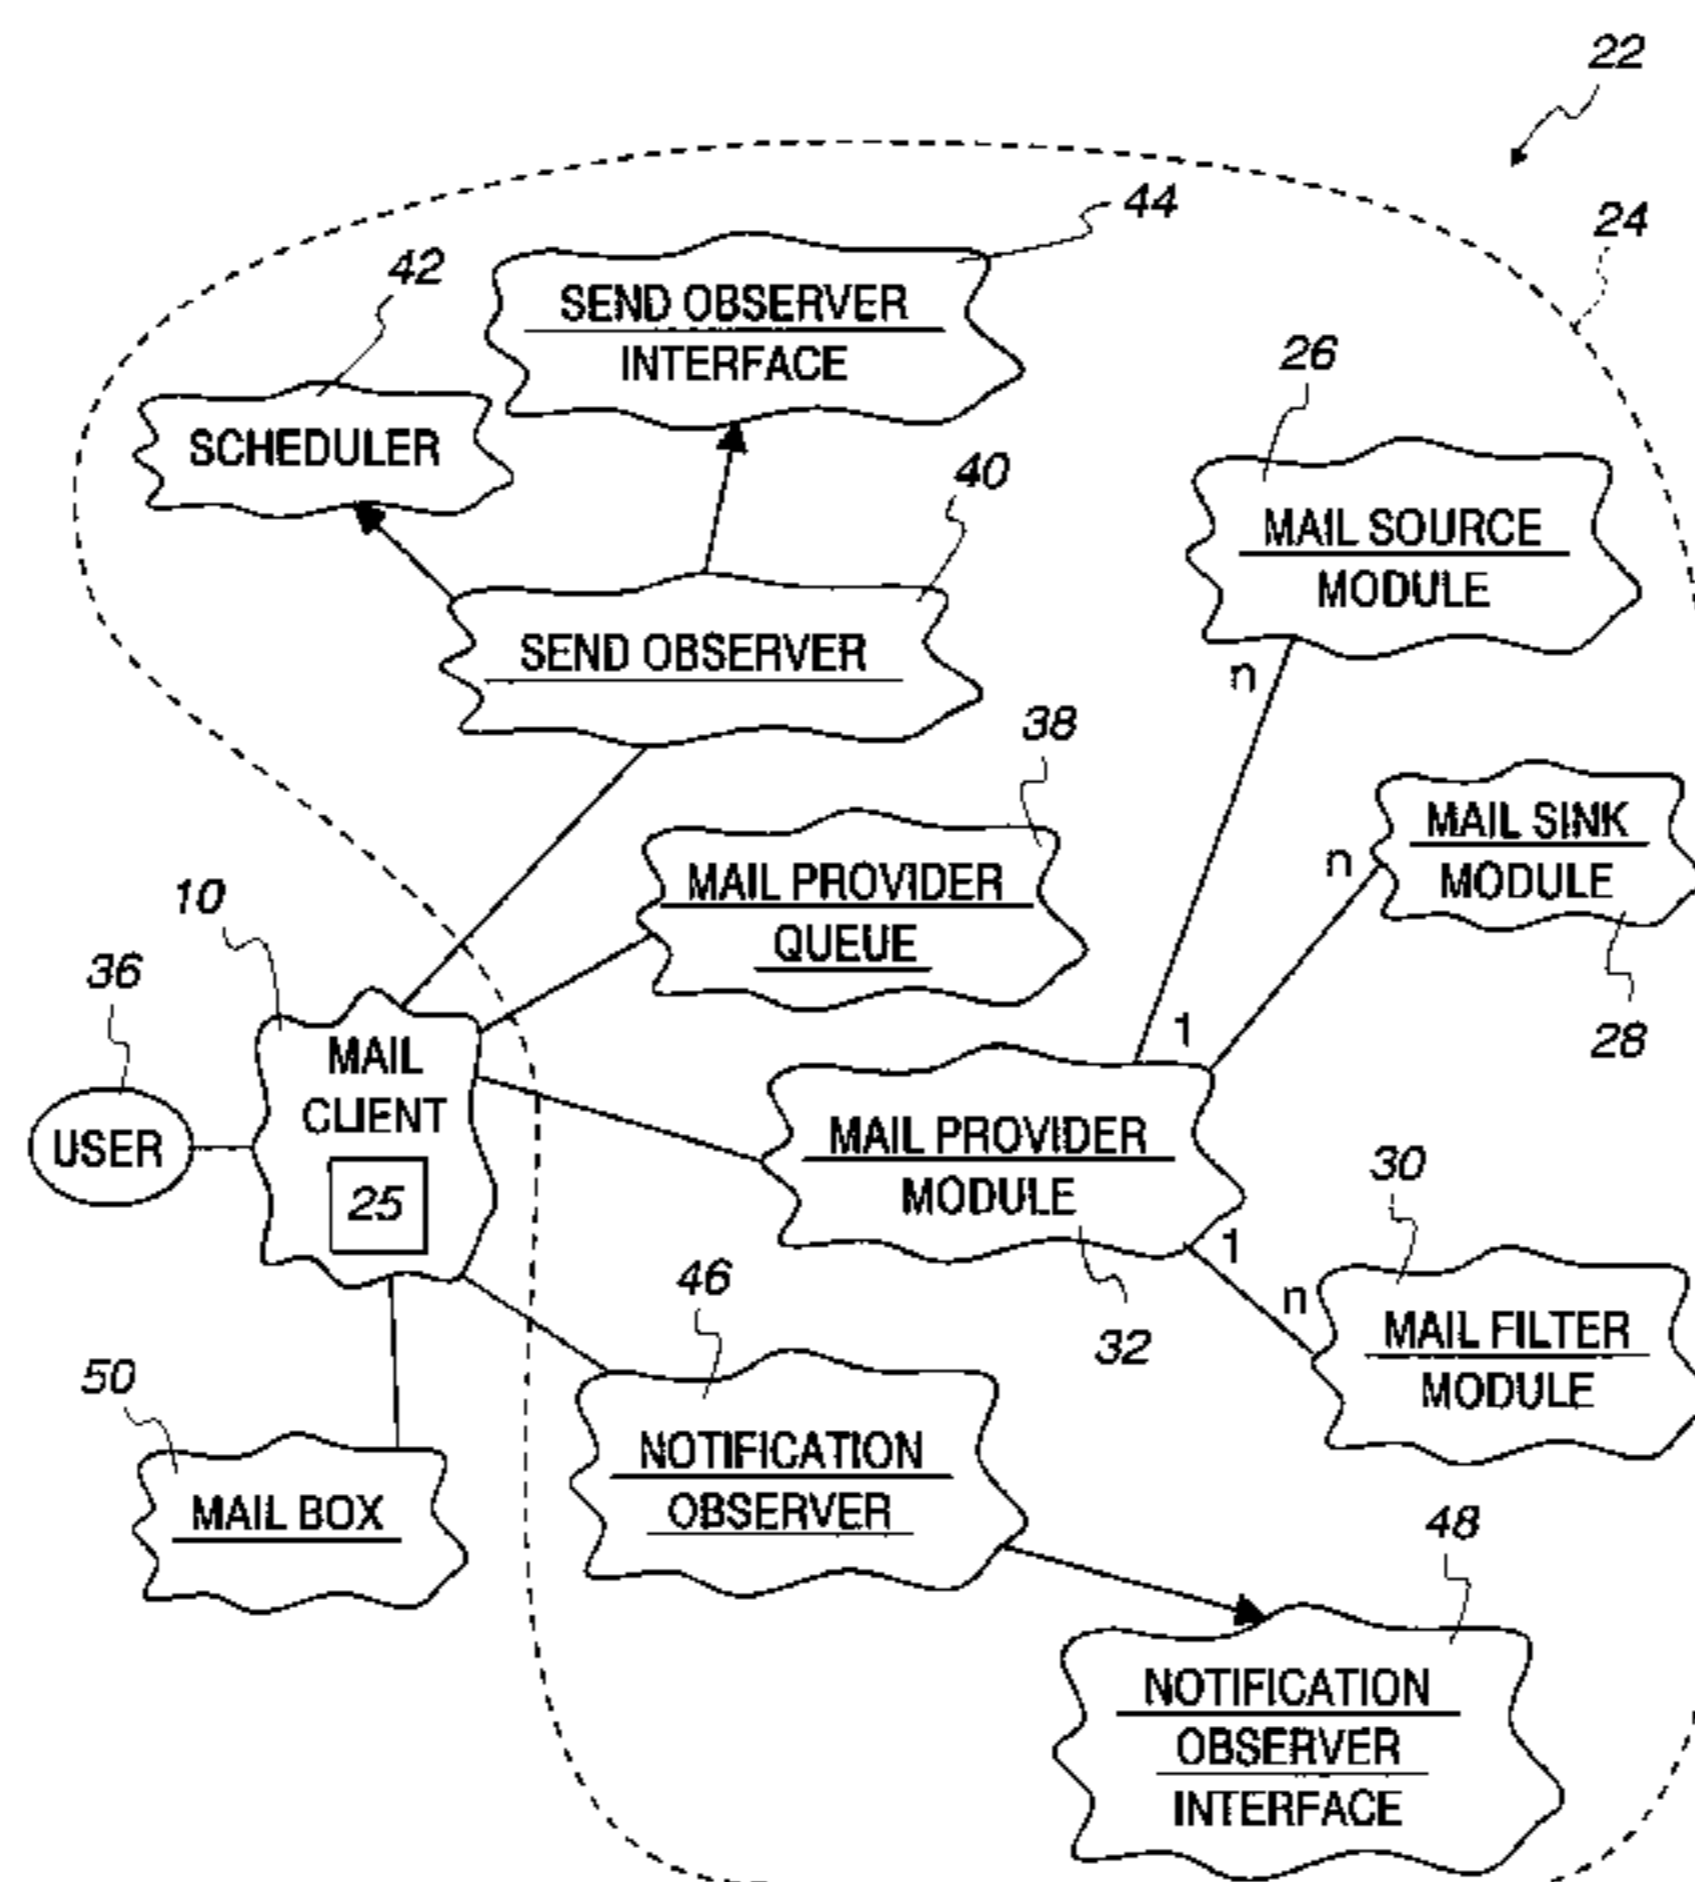 22
44
24
42
SEND OBSERVER
INTERFACE
26
SCHEDULER
40
MAIL SOURCE
MODULE
SEND OBSERVER
n
38
MAIL SINK
MODULE
n
MAIL PROVIDER
QUEUE
10
36
28
1
MAIL
CLIENT
USER
25
MAIL PROVIDER
MODULE
30
1
n
46
32
MAIL FILTER
MODULE
50
NOTIFICATION
OBSERVER
MAIL BOX
48
NOTIFICATION
OBSERVER
INTERFACE